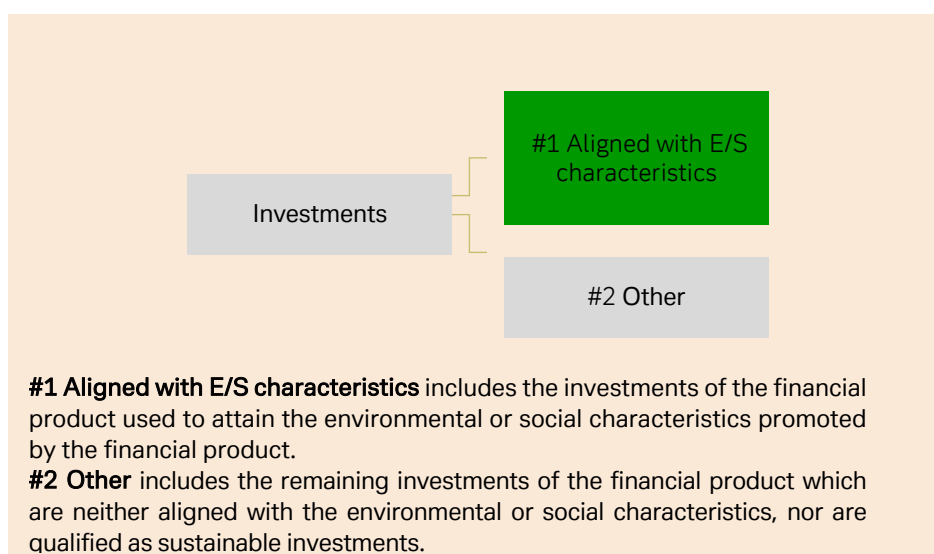 #1 Aligned with E/S
characteristics
Investments
#2 Other
#1 Aligned with E/S characteristics includes the investments of the financial
product used to attain the environmental or social characteristics promoted
by the financial product.
#2 Other includes the remaining investments of the financial product which
are neither aligned with the environmental or social characteristics, nor are
qualified as sustainable investments.